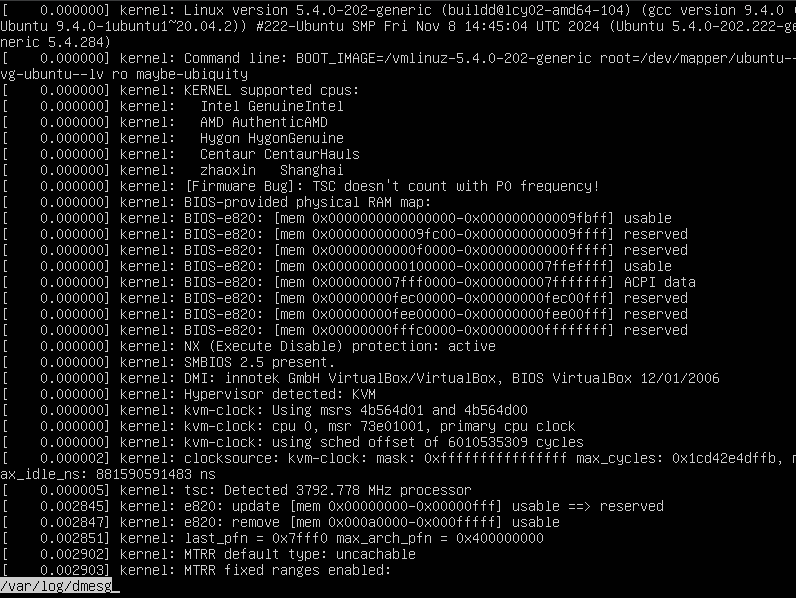 [    0.000000] kernel: Linux version 5.4.0-202-generic (buildd@lcy02-amd64-104) (gcc version 9.4.0 (
Ubuntu 9.4.0-1ubuntu1~20.04.2)) #222-Ubuntu SMP Fri Nov 8 14:45:04 UTC 2024 (Ubuntu 5.4.0-202.222-ge
neric 5.4.284)
[    0.000000] kernel: Command line: BOOT_IMAGE=/vmlinuz-5.4.0-202-generic root=/dev/mapper/ubuntu--
vg-ubuntu--lv ro maybe-ubiquity
[    0.000000] kernel: KERNEL supported cpus:
[    0.000000] kernel:   Intel GenuineIntel
[    0.000000] kernel:   AMD AuthenticAMD
[    0.000000] kernel:   Hygon HygonGenuine
[    0.000000] kernel:   Centaur CentaurHauls
[    0.000000] kernel:   zhaoxin   Shanghai
[    0.000000] kernel: [Firmware Bug]: TSC doesn't count with P0 frequency!
[    0.000000] kernel: BIOS-provided physical RAM map:
[    0.000000] kernel: BIOS-e820: [mem 0x0000000000000000-0x000000000009fbff] usable
[    0.000000] kernel: BIOS-e820: [mem 0x000000000009fc00-0x000000000009ffff] reserved
[    0.000000] kernel: BIOS-e820: [mem 0x00000000000f0000-0x00000000000fffff] reserved
[    0.000000] kernel: BIOS-e820: [mem 0x0000000000100000-0x000000007ffeffff] usable
[    0.000000] kernel: BIOS-e820: [mem 0x000000007fff0000-0x000000007fffffff] ACPI data
[    0.000000] kernel: BIOS-e820: [mem 0x00000000fec00000-0x00000000fec00fff] reserved
[    0.000000] kernel: BIOS-e820: [mem 0x00000000fee00000-0x00000000fee00fff] reserved
[    0.000000] kernel: BIOS-e820: [mem 0x00000000fffc0000-0x00000000ffffffff] reserved
[    0.000000] kernel: NX (Execute Disable) protection: active
[    0.000000] kernel: SMBIOS 2.5 present.
[    0.000000] kernel: DMI: innotek GmbH VirtualBox/VirtualBox, BIOS VirtualBox 12/01/2006
[    0.000000] kernel: Hypervisor detected: KVM
[    0.000000] kernel: kvm-clock: Using msrs 4b564d01 and 4b564d00
[    0.000000] kernel: kvm-clock: cpu 0, msr 73e01001, primary cpu clock
[    0.000000] kernel: kvm-clock: using sched offset of 6010535309 cycles
[    0.000002] kernel: clocksource: kvm-clock: mask: 0xffffffffffffffff max_cycles: 0x1cd42e4dffb, m
ax_idle_ns: 881590591483 ns
[    0.000005] kernel: tsc: Detected 3792.778 MHz processor
[    0.002845] kernel: e820: update [mem 0x00000000-0x00000fff] usable ==> reserved
[    0.002847] kernel: e820: remove [mem 0x000a0000-0x000fffff] usable
[    0.002851] kernel: last_pfn = 0x7fff0 max_arch_pfn = 0x400000000
[    0.002902] kernel: MTRR default type: uncachable
[    0.002903] kernel: MTRR fixed ranges enabled:
/var/log/dmesg